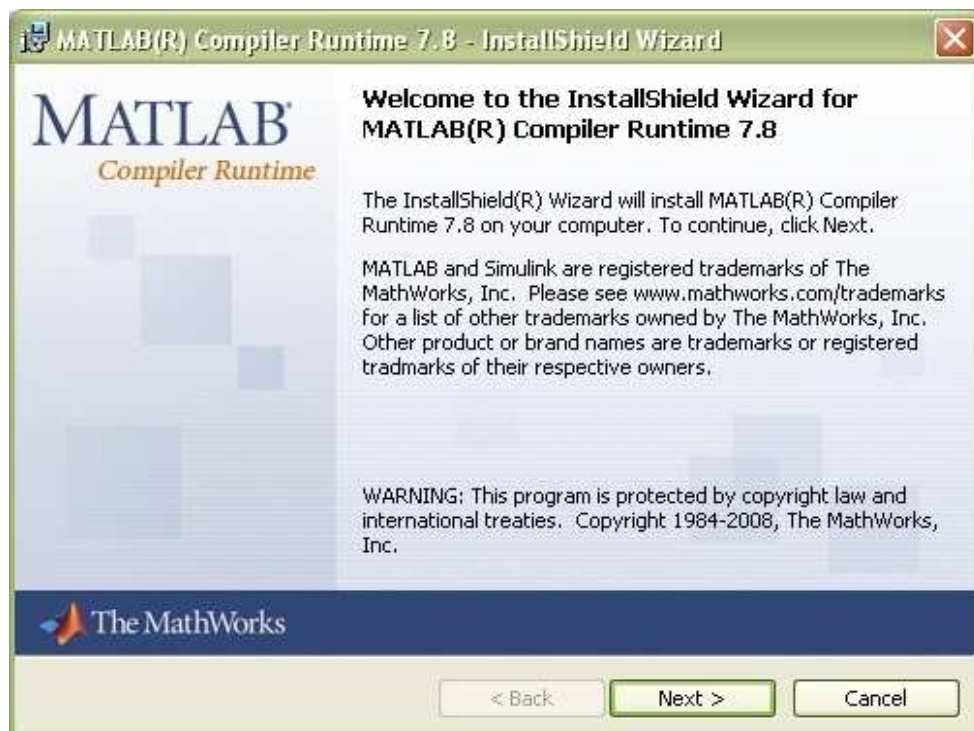 MATLAB(R) Compiler Runtime 7.8 - InstallShield Wizard
MATLAB®
Compiler Runtime
Welcome to the InstallShield Wizard for
MATLAB(R) Compiler Runtime 7.8
The InstallShield(R) Wizard will install MATLAB(R) Compiler
Runtime 7.8 on your computer. To continue, click Next.
MATLAB and Simulink are registered trademarks of The
MathWorks, Inc. Please see www.mathworks.com/trademarks
for a list of other trademarks owned by The MathWorks, Inc.
Other product or brand names are trademarks or registered
tradmarks of their respective owners.
WARNING: This program is protected by copyright law and
international treaties. Copyright 1984-2008, The MathWorks,
Inc.
The MathWorks
< Back
Next >
Cancel